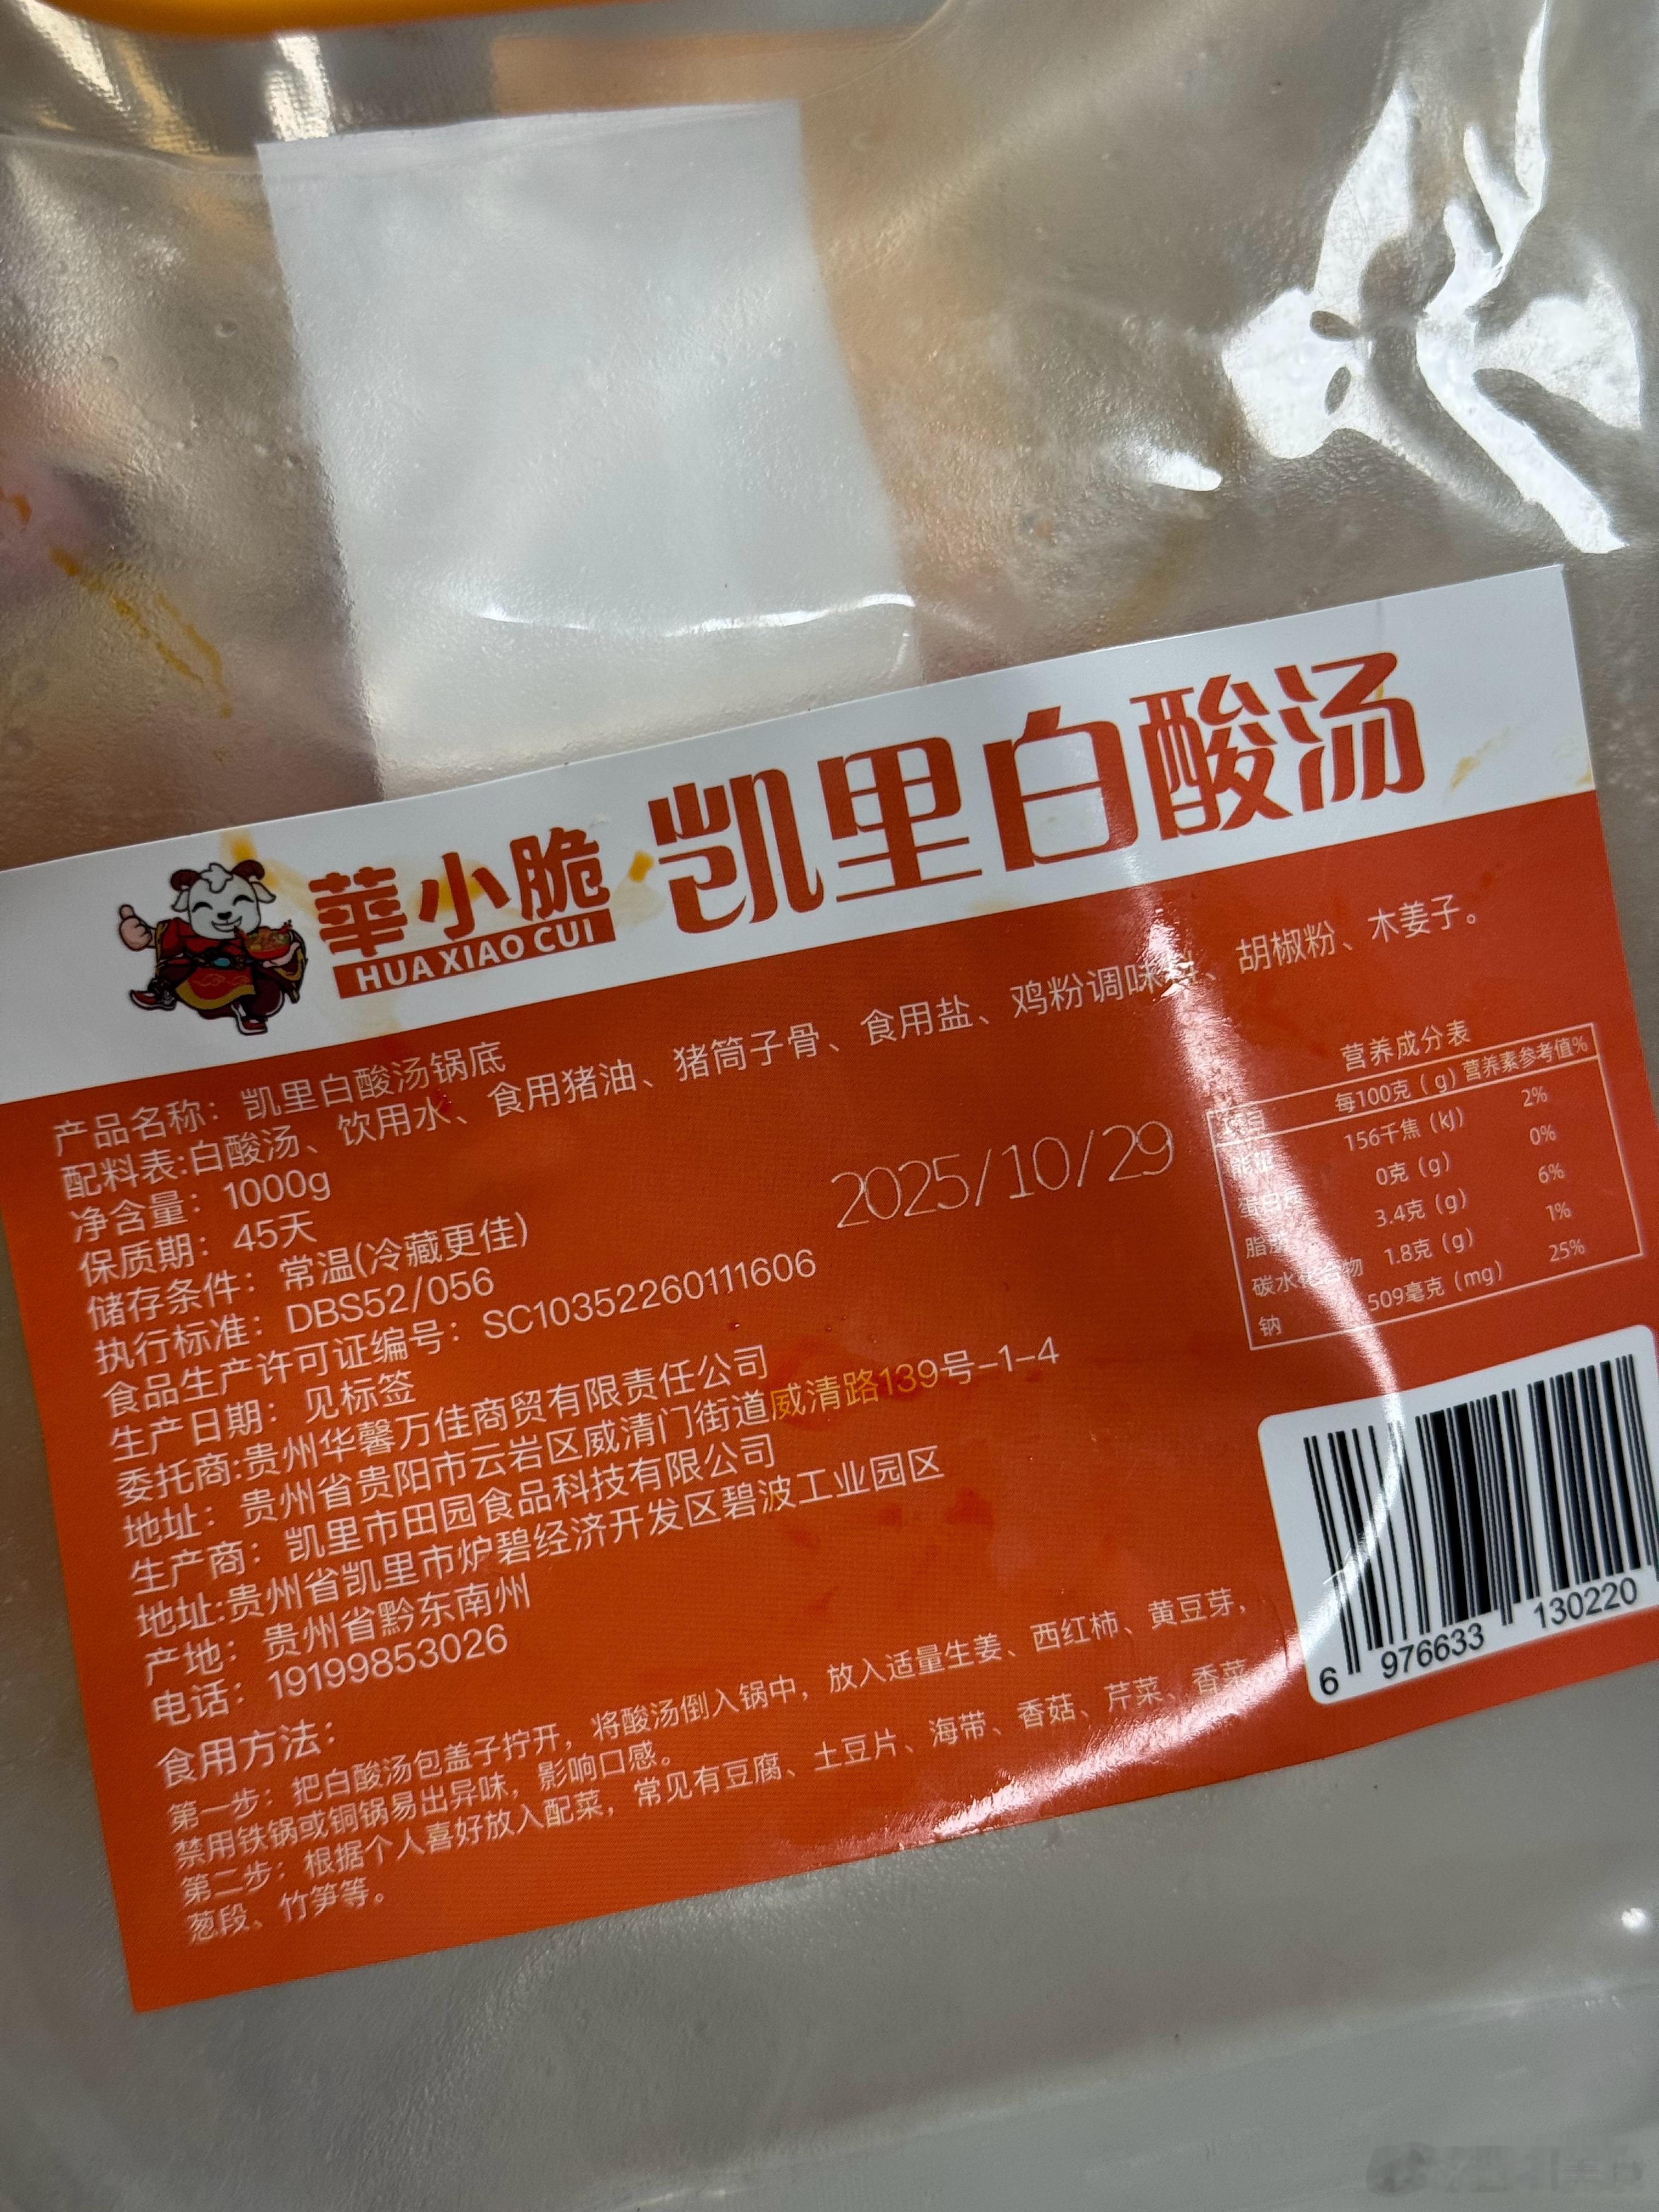 華小脆
HUA XIAO CUI
凯里白酸汤
产品名称：凯里白酸汤锅底
配料表:白酸汤、饮用水、食用猪油、猪筒子骨、食用盐、鸡粉调味料、胡椒粉、木姜子。
净含量：1000g
保质期：45天
储存条件：常温(冷藏更佳)
执行标准：DBS52/056
食品生产许可证编号：SC10352260111606
生产日期：见标签
2025/10/29
委托商:贵州华馨万佳商贸有限责任公司
地址：贵州省贵阳市云岩区威清门街道威清路139号-1-4
生产商：凯里市田园食品科技有限公司
地址:贵州省凯里市炉碧经济开发区碧波工业园区
产地：贵州省黔东南州
电话：19199853026
食用方法：
第一步：把白酸汤包盖子拧开，将酸汤倒入锅中，放入适量生姜、西红柿、黄豆芽，
禁用铁锅或铜锅易出异味，影响口感。
第二步：根据个人喜好放入配菜，常见有豆腐、土豆片、海带、香菇、芹菜、香菜、
葱段、竹笋等。
营养成分表
项目 每100克（g) 营养素参考值%
能量 156千焦（kJ） 2%
蛋白质 0克（g） 0%
脂肪 3.4克（g） 6%
碳水化合物 1.8克（g） 1%
钠 509毫克（mg） 25%
6 976633 130220